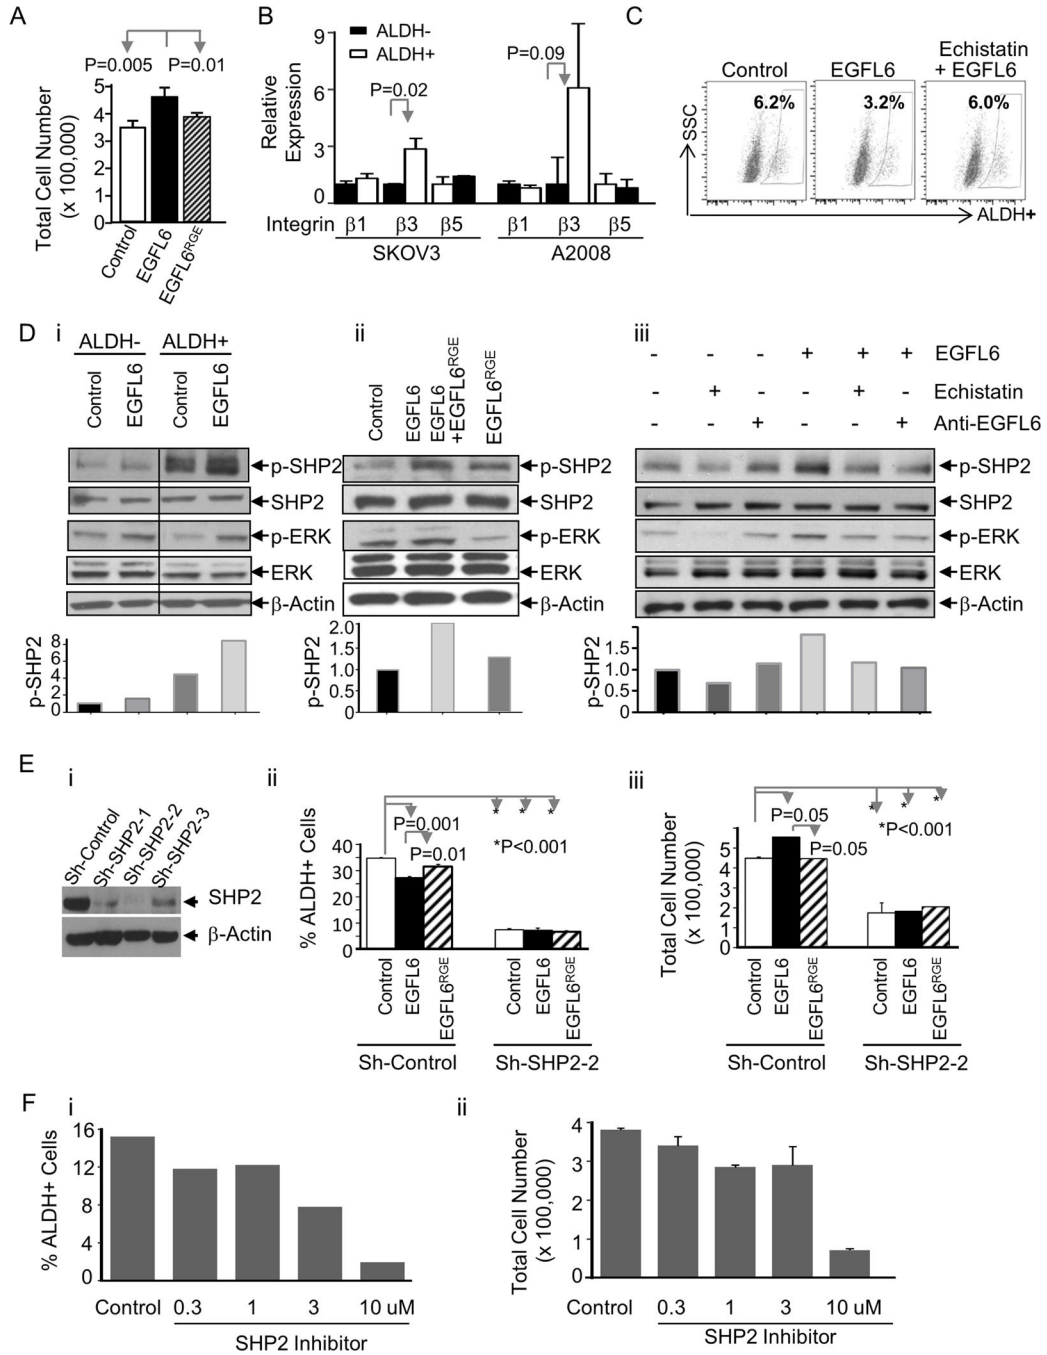 A
P=0.005 P=0.01
Total Cell Number
(x 100,000)
5
4
3
2
1
0
Control
EGFL6
EGFL6RGE
B
ALDH-
ALDH+
Relative
Expression
9
6
3
0
P=0.02
P=0.09
Integrin β1 β3 β5 β1 β3 β5
SKOV3 A2008
C
Control EGFL6 Echistatin
+ EGFL6
6.2% 3.2% 6.0%
SSC
ALDH+
D
i
ALDH- ALDH+
Control
EGFL6
Control
EGFL6
p-SHP2
SHP2
p-ERK
ERK
β-Actin
p-SHP2
8
6
4
2
0
ii
Control
EGFL6
EGFL6
+EGFL6RGE
EGFL6RGE
p-SHP2
SHP2
p-ERK
ERK
β-Actin
p-SHP2
2.0
1.5
1.0
0.5
0
iii
- - - + + + EGFL6
- + - - + - Echistatin
- - + - - + Anti-EGFL6
p-SHP2
SHP2
p-ERK
ERK
β-Actin
p-SHP2
1.5
1.0
0.5
0
E
i
Sh-Control
Sh-SHP2-1
Sh-SHP2-2
Sh-SHP2-3
SHP2
β-Actin
ii
* * *
P=0.001
P=0.01
*P<0.001
% ALDH+ Cells
40
30
20
10
0
Control
EGFL6
EGFL6RGE
Control
EGFL6
EGFL6RGE
Sh-Control Sh-SHP2-2
iii
* * *
P=0.05
*P<0.001
P=0.05
Total Cell Number
(x 100,000)
5
4
3
2
1
0
Control
EGFL6
EGFL6RGE
Control
EGFL6
EGFL6RGE
Sh-Control Sh-SHP2-2
F
i
% ALDH+ Cells
16
12
8
4
0
Control 0.3 1 3 10 uM
SHP2 Inhibitor
ii
Total Cell Number
(x 100,000)
4
3
2
1
0
Control 0.3 1 3 10 uM
SHP2 Inhibitor